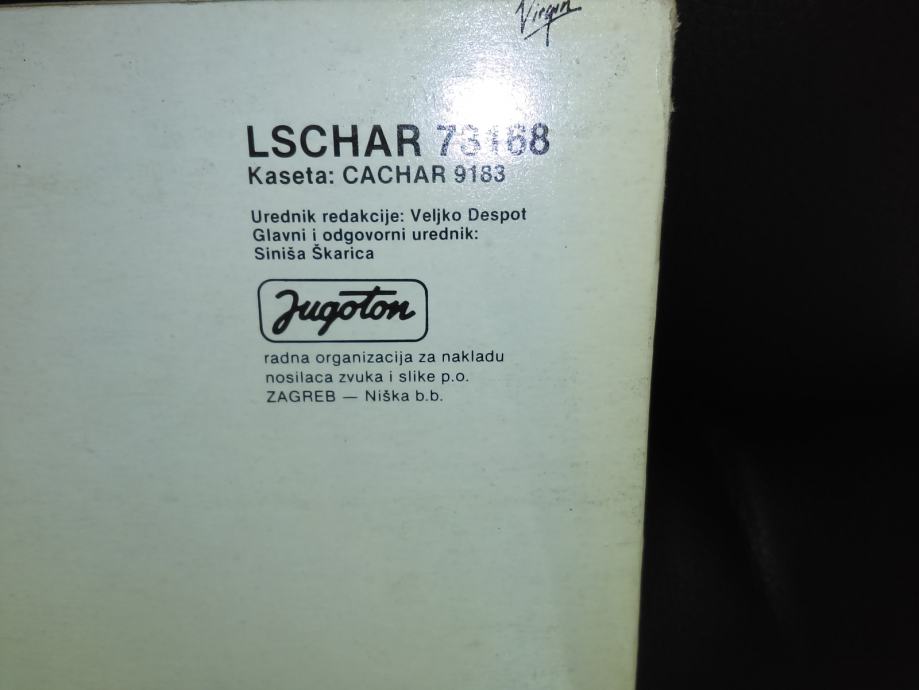 Virgin
LSCHAR 73168
Kaseta: CACHAR 9183
Urednik redakcije: Veljko Despot
Glavni i odgovorni urednik:
Siniša Škarica
Jugoton
radna organizacija za nakladu
nosilaca zvuka i slike p.o.
ZAGREB — Niška b.b.